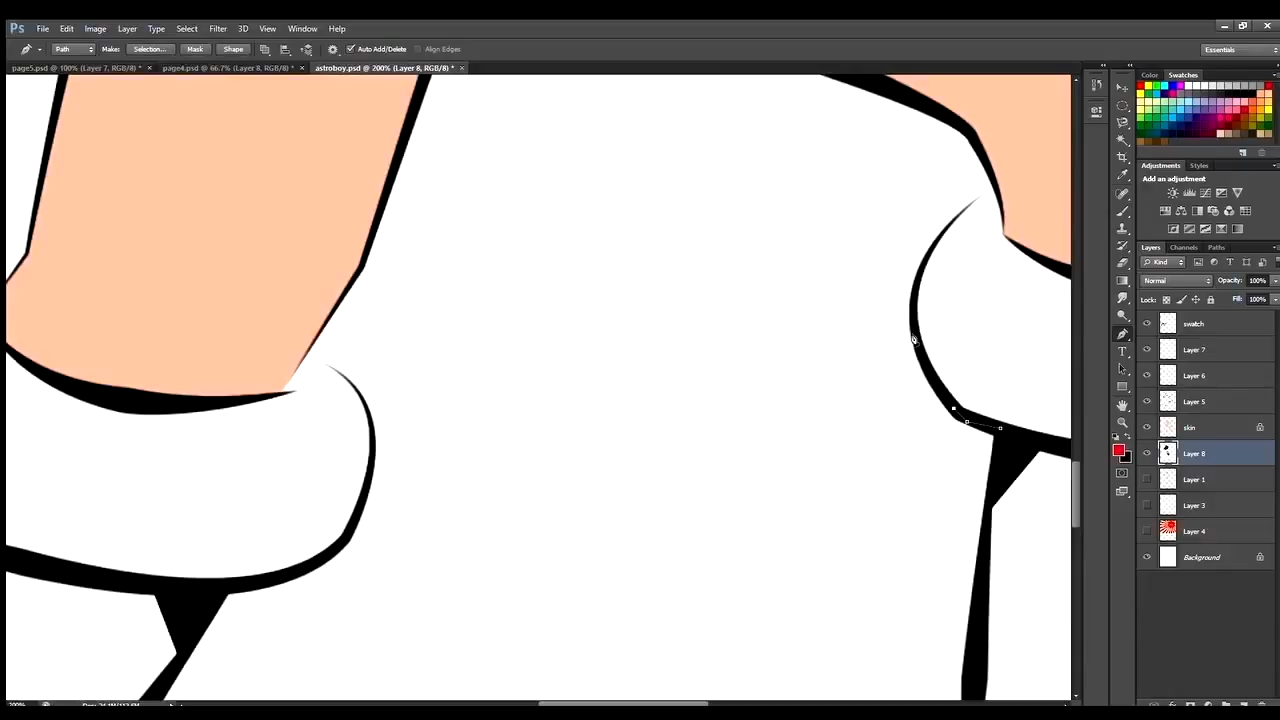 Ps File Edit Image Layer Type Select Filter 3D View Window Help
Path Make: Selection... Mask Shape Auto Add/Delete Align Edges Essentials
page5.psd @ 100% (Layer 7, RGB/8) * × page4.psd @ 66.7% (Layer 8, RGB/8) * × astroboy.psd @ 200% (Layer 8, RGB/8) * ×
Color Swatches
Adjustments Styles
Add an adjustment
Layers Channels Paths
Kind
Normal Opacity: 100%
Lock: Fill: 100%
swatch
Layer 7
Layer 6
Layer 5
skin
Layer 8
Layer 1
Layer 3
Layer 4
Background